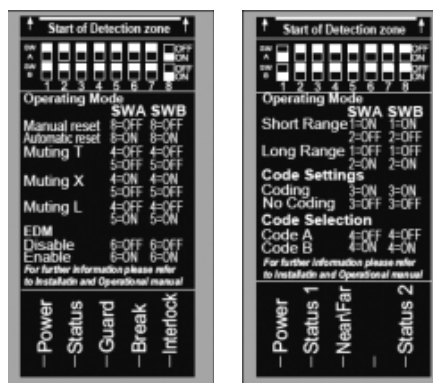 Start of Detection zone
SW A
OFF
ON
SW B
OFF
ON
1 2 3 4 5 6 7 8
Operating Mode
SWA SWB
Manual reset 8=OFF 8=OFF
Automatic reset 8=ON 8=ON
Muting T 4=OFF 4=OFF
5=OFF 5=OFF
Muting X 4=ON 4=ON
5=OFF 5=OFF
Muting L 4=OFF 4=OFF
5=ON 5=ON
EDM
Disable 6=OFF 6=OFF
Enable 6=ON 6=ON
For further information please refer
to Installatin and Operational manual
Power
Status
Guard
Break
Interlock
Start of Detection zone
SW A
OFF
ON
SW B
OFF
ON
1 2 3 4 5 6 7 8
Operating Mode
SWA SWB
Short Range 1=ON 1=ON
2=OFF 2=OFF
Long Range 1=OFF 1=OFF
2=ON 2=ON
Code Settings
Coding 3=ON 3=ON
No Coding 3=OFF 3=OFF
Code Selection
Code A 4=OFF 4=OFF
Code B 4=ON 4=ON
For further information please refer
to Installatin and Operational manual
Power
Status 1
Near\Far
Status 2